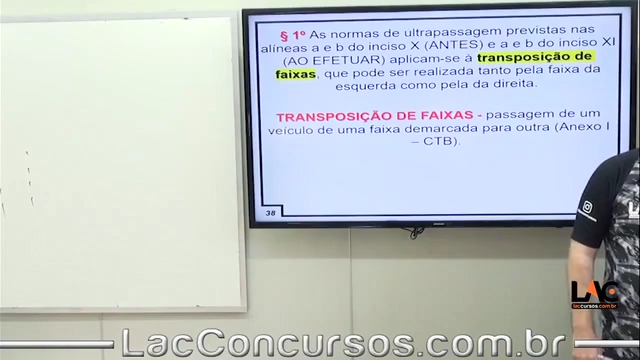 § 1º As normas de ultrapassagem previstas nas
alíneas a e b do inciso X (ANTES) e a e b do inciso XI
(AO EFETUAR) aplicam-se à transposição de
faixas, que pode ser realizada tanto pela faixa da
esquerda como pela da direita.
TRANSPOSIÇÃO DE FAIXAS - passagem de um
veículo de uma faixa demarcada para outra (Anexo I
– CTB).
38
LAC
laccursos.com.br
LacConcursos.com.br